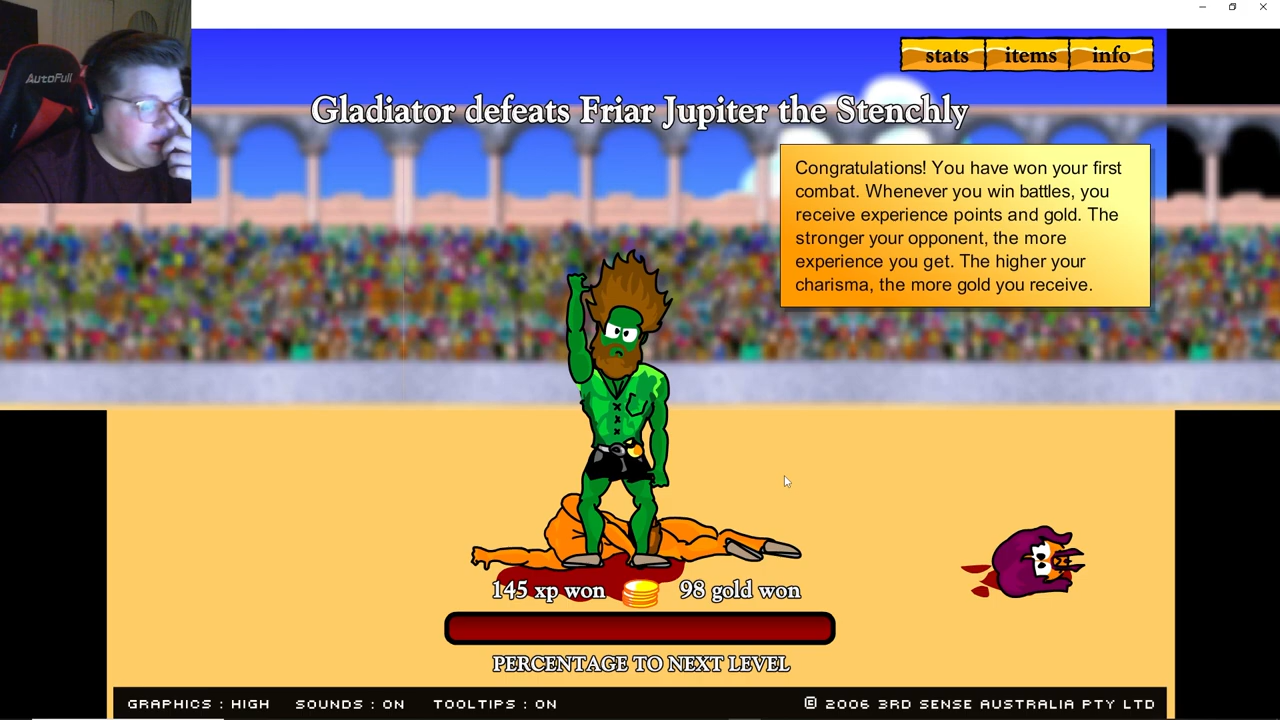 AutoFull
stats items info
Gladiator defeats Friar Jupiter the Stenchly
Congratulations! You have won your first
combat. Whenever you win battles, you
receive experience points and gold. The
stronger your opponent, the more
experience you get. The higher your
charisma, the more gold you receive.
145 xp won 98 gold won
PERCENTAGE TO NEXT LEVEL
GRAPHICS : HIGH SOUNDS : ON TOOLTIPS : ON © 2006 3RD SENSE AUSTRALIA PTY LTD